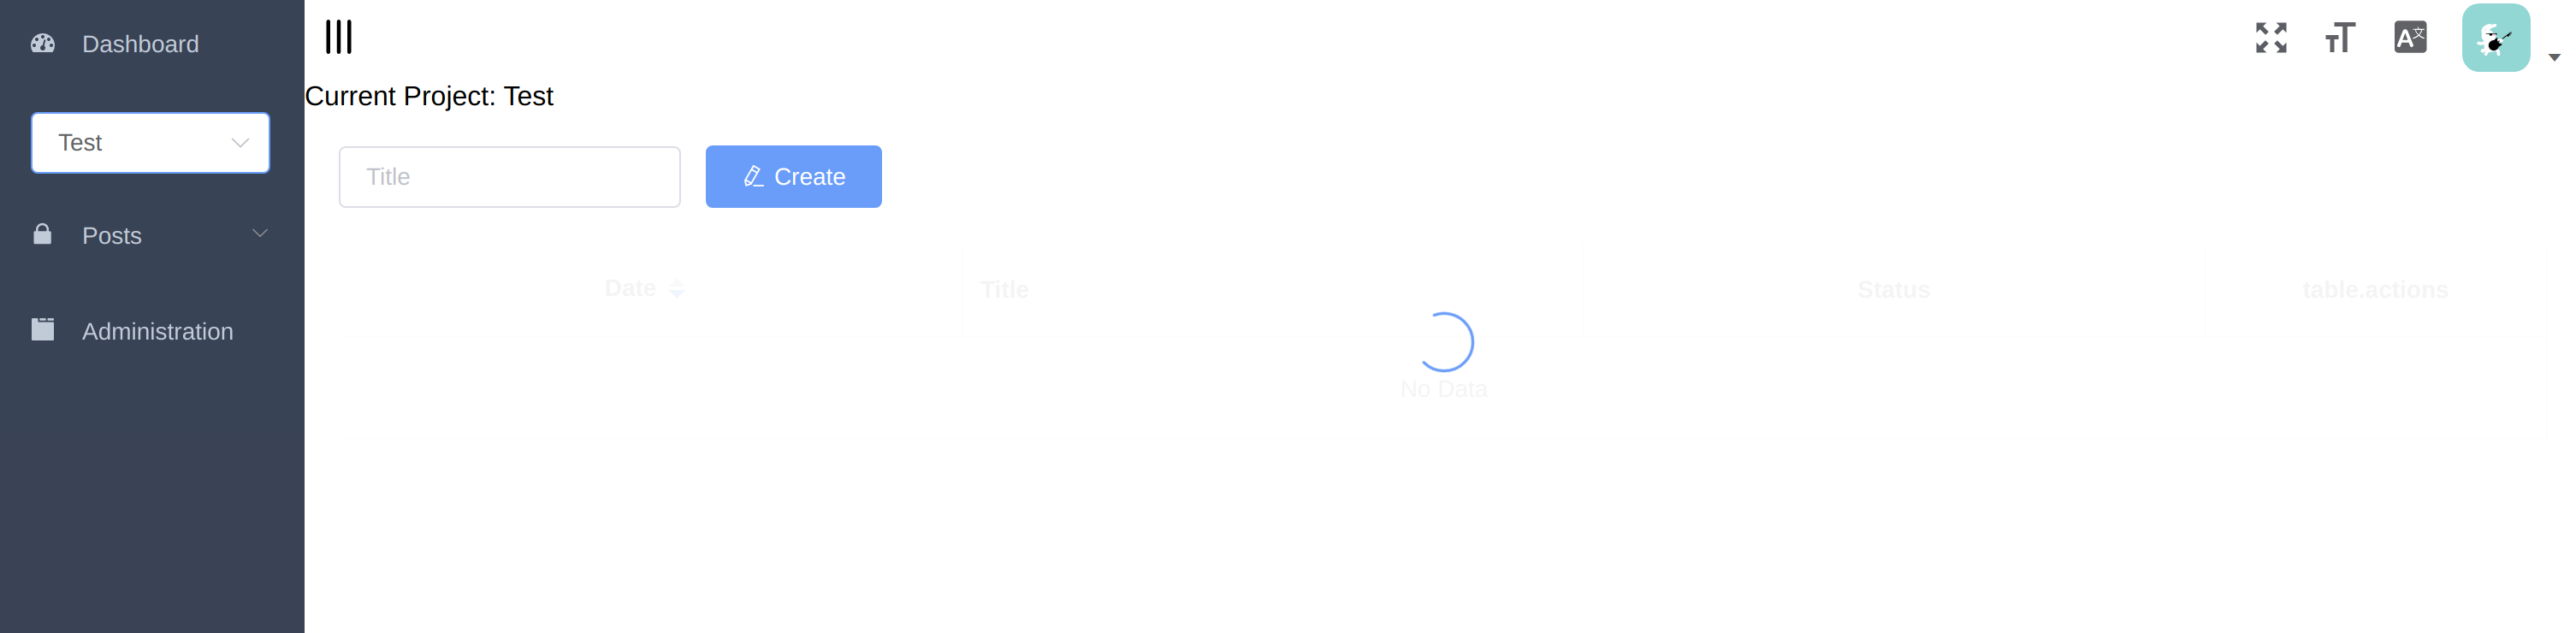 Dashboard
Current Project: Test
Test
Title
Create
Posts
Date
Title
Status
table.actions
Administration
No Data